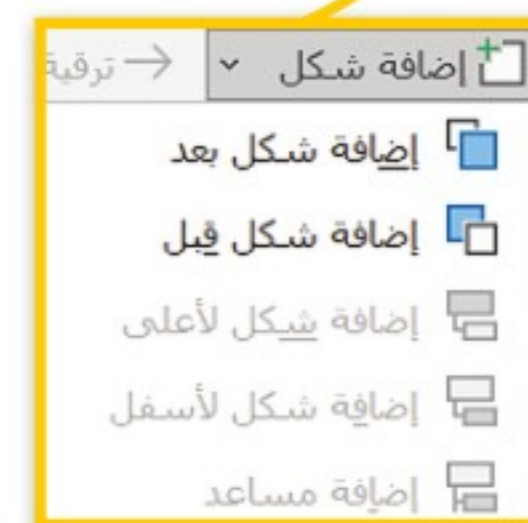 إضافة شكل ترقية
إضافة شكل بعد
إضافة شكل قبل
إضافة شكل لأعلى
إضافة شكل لأسفل
إضافة مساعد